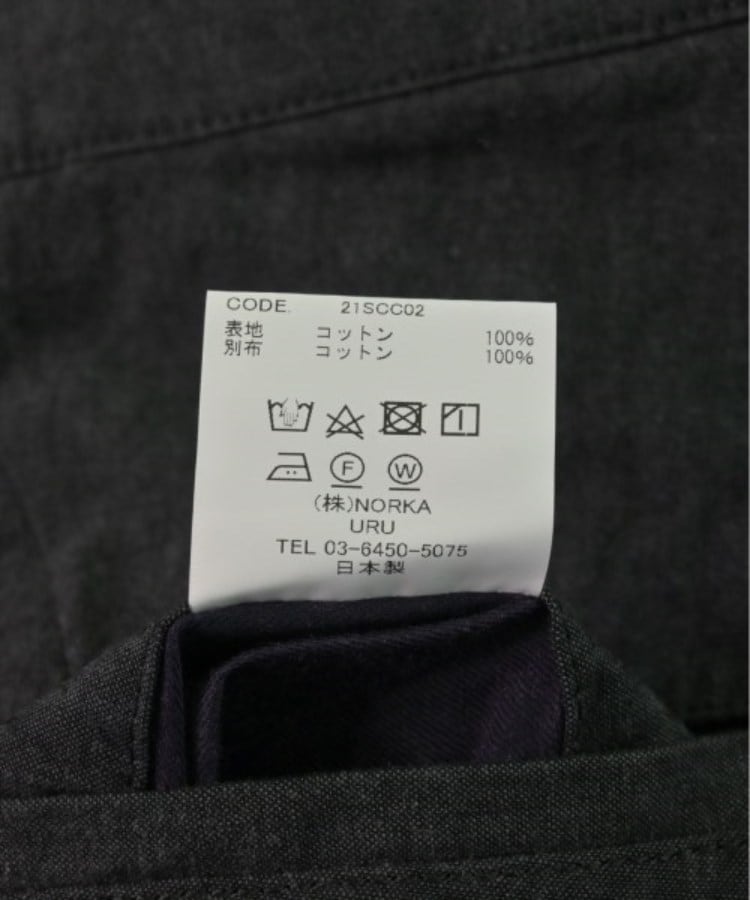 CODE. 21SCC02
表地 コットン 100%
別布 コットン 100%
F W
(株)NORKA
URU
TEL 03-6450-5075
日本製